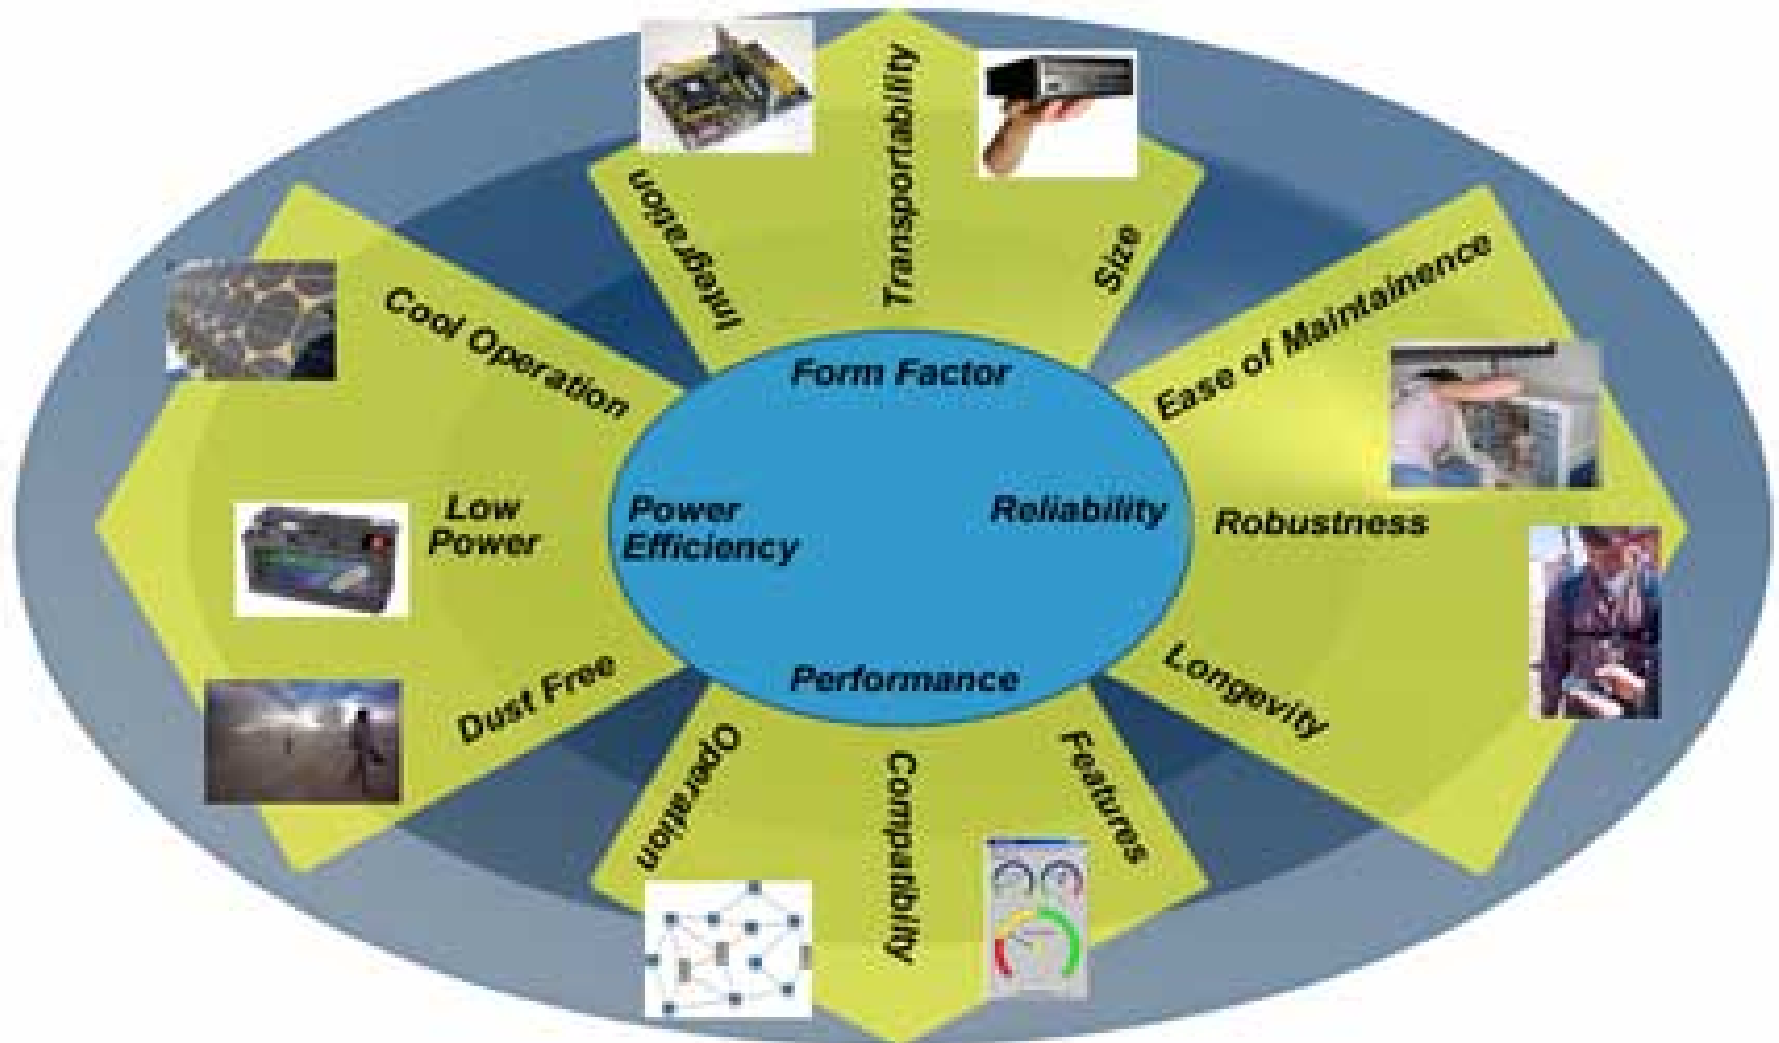 Transportability
Integration
Size
Form Factor
Cool Operation
Ease of Maintainence
Low
Power
Power
Efficiency
Reliability
Robustness
Dust Free
Performance
Longevity
Operation
Compatibility
Features